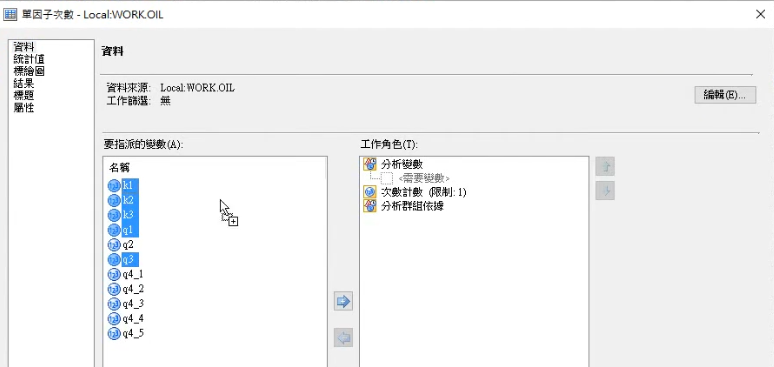 單因子次數 - Local:WORK.OIL
資料
統計值
標繪圖
結果
標題
屬性
資料
資料來源: Local:WORK.OIL
工作篩選: 無
編輯(E)...
要指派的變數(A):
名稱
k1
k2
k3
q1
q2
q3
q4_1
q4_2
q4_3
q4_4
q4_5
工作角色(T):
分析變數
<需要變數>
次數計數 (限制: 1)
分析群組依據